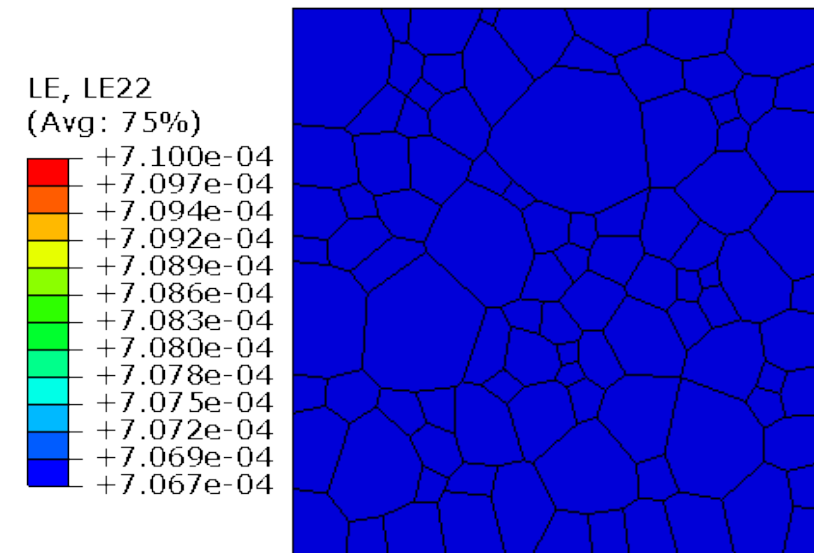 LE, LE22
(Avg: 75%)
+7.100e-04
+7.097e-04
+7.094e-04
+7.092e-04
+7.089e-04
+7.086e-04
+7.083e-04
+7.080e-04
+7.078e-04
+7.075e-04
+7.072e-04
+7.069e-04
+7.067e-04